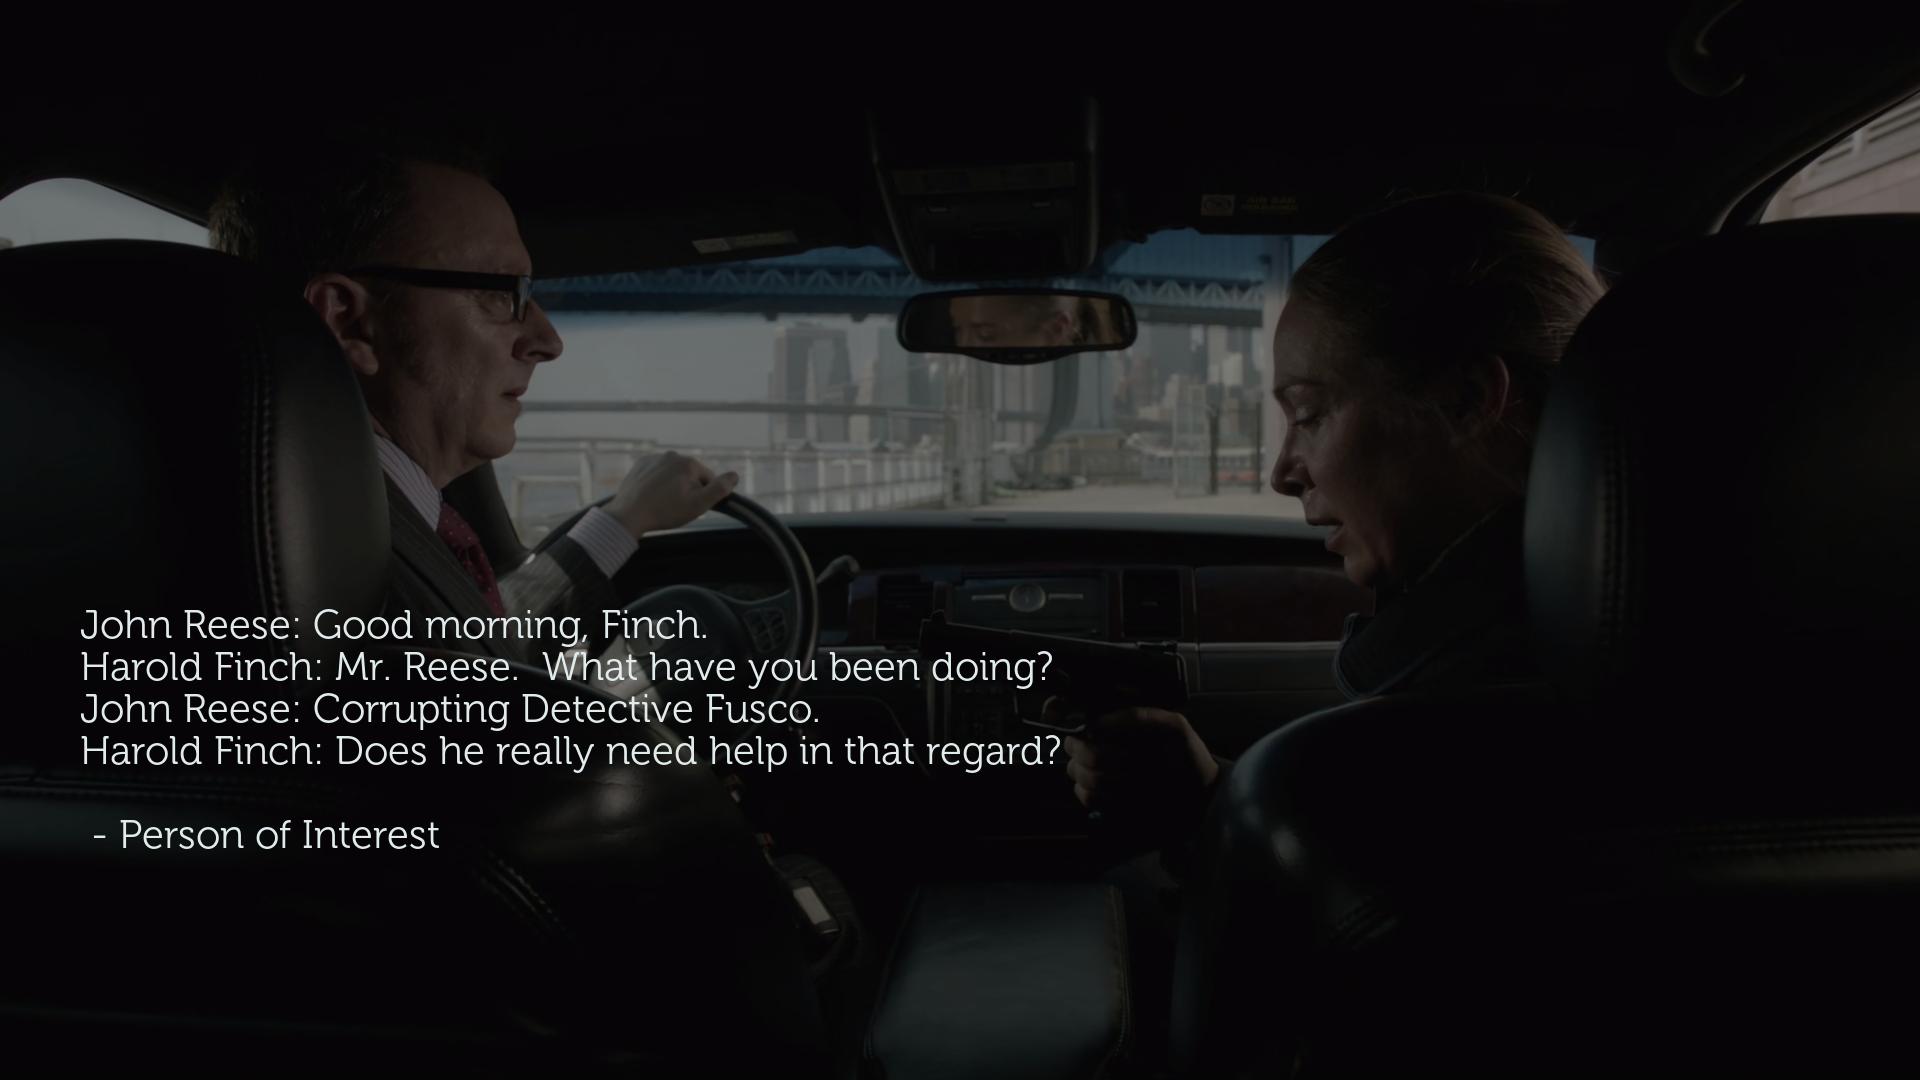 John Reese: Good morning, Finch.
Harold Finch: Mr. Reese.  What have you been doing?
John Reese: Corrupting Detective Fusco.
Harold Finch: Does he really need help in that regard?
- Person of Interest